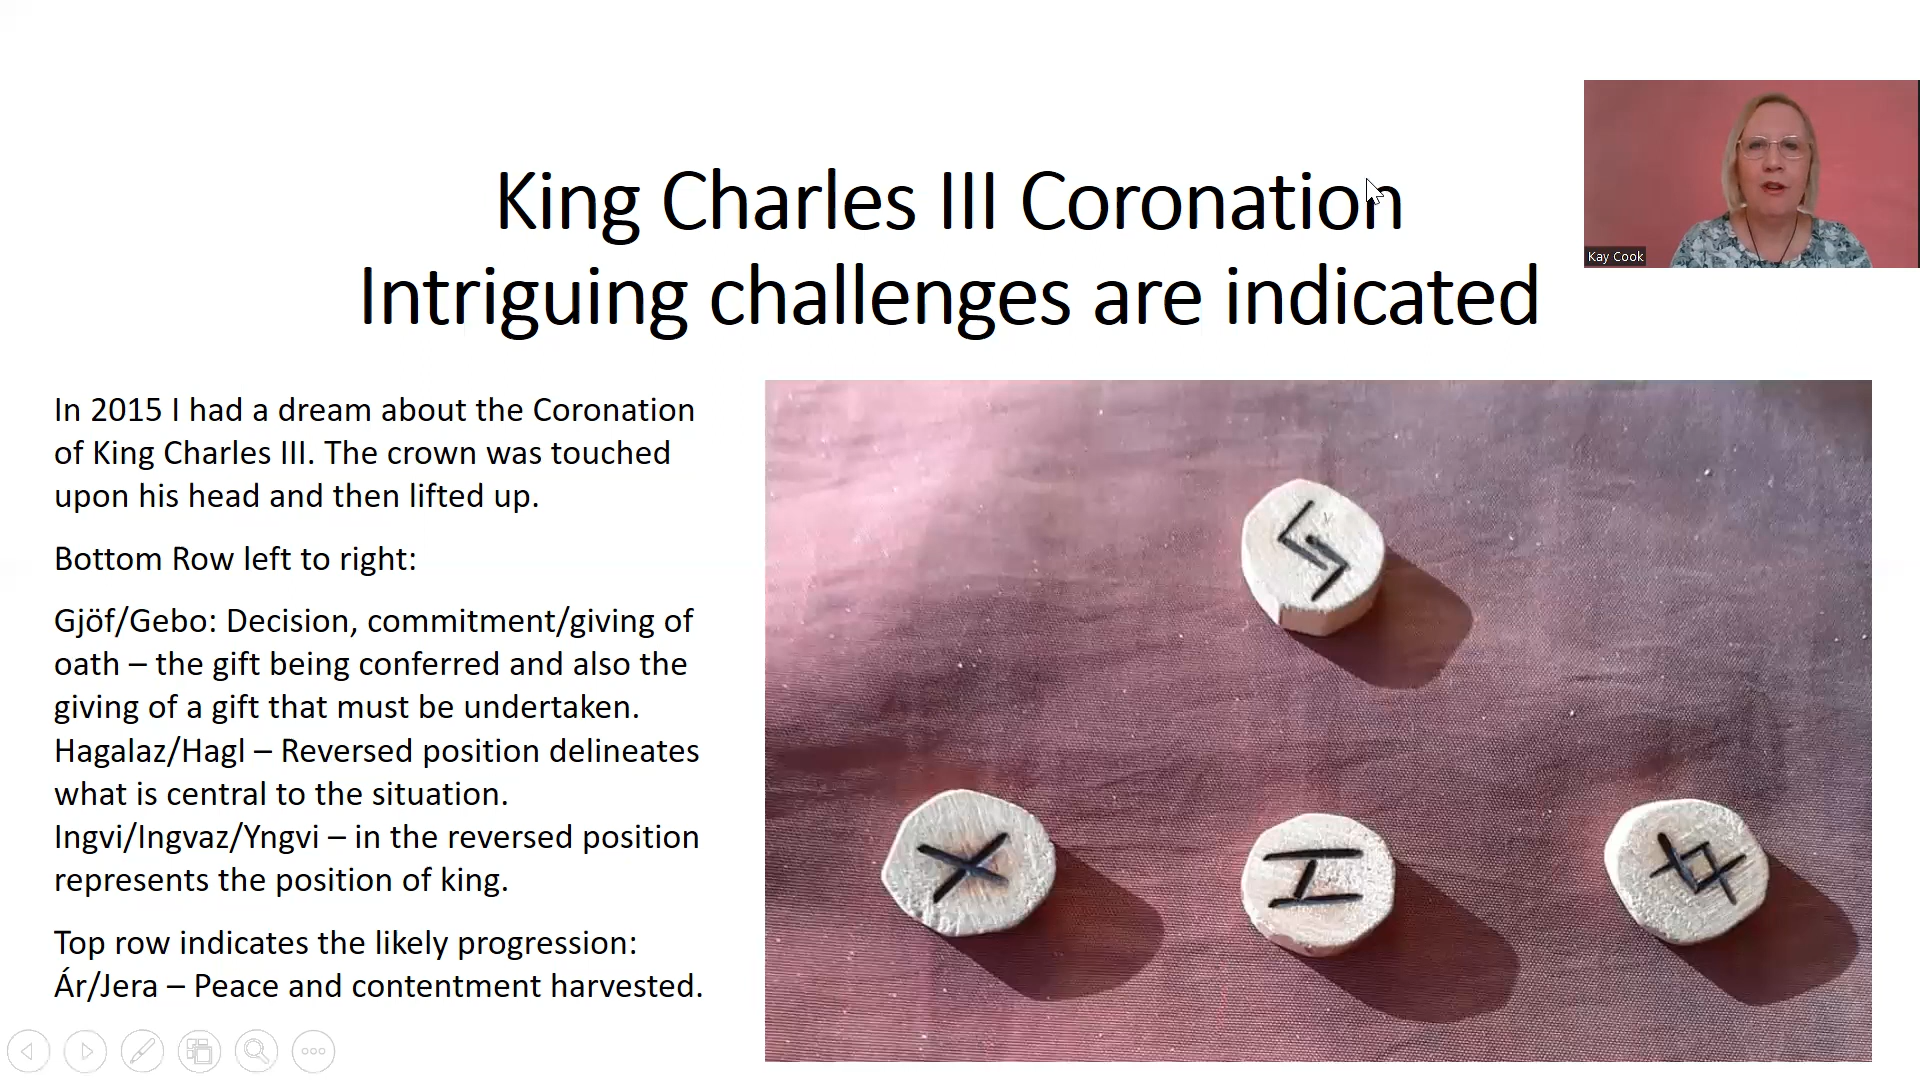 King Charles III Coronation
Intriguing challenges are indicated
Kay Cook
In 2015 I had a dream about the Coronation
of King Charles III. The crown was touched
upon his head and then lifted up.
Bottom Row left to right:
Gjöf/Gebo: Decision, commitment/giving of
oath – the gift being conferred and also the
giving of a gift that must be undertaken.
Hagalaz/Hagl – Reversed position delineates
what is central to the situation.
Ingvi/Ingvaz/Yngvi – in the reversed position
represents the position of king.
Top row indicates the likely progression:
Ár/Jera – Peace and contentment harvested.
ᛃ
ᚷ ᚺ ᛝ